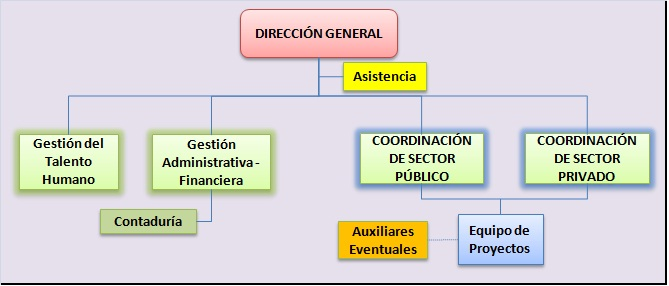 DIRECCIÓN GENERAL
Asistencia
Gestión del
Talento
Humano
Gestión
Administrativa -
Financiera
COORDINACIÓN
DE SECTOR
PÚBLICO
COORDINACIÓN
DE SECTOR
PRIVADO
Contaduría
Auxiliares
Eventuales
Equipo de
Proyectos